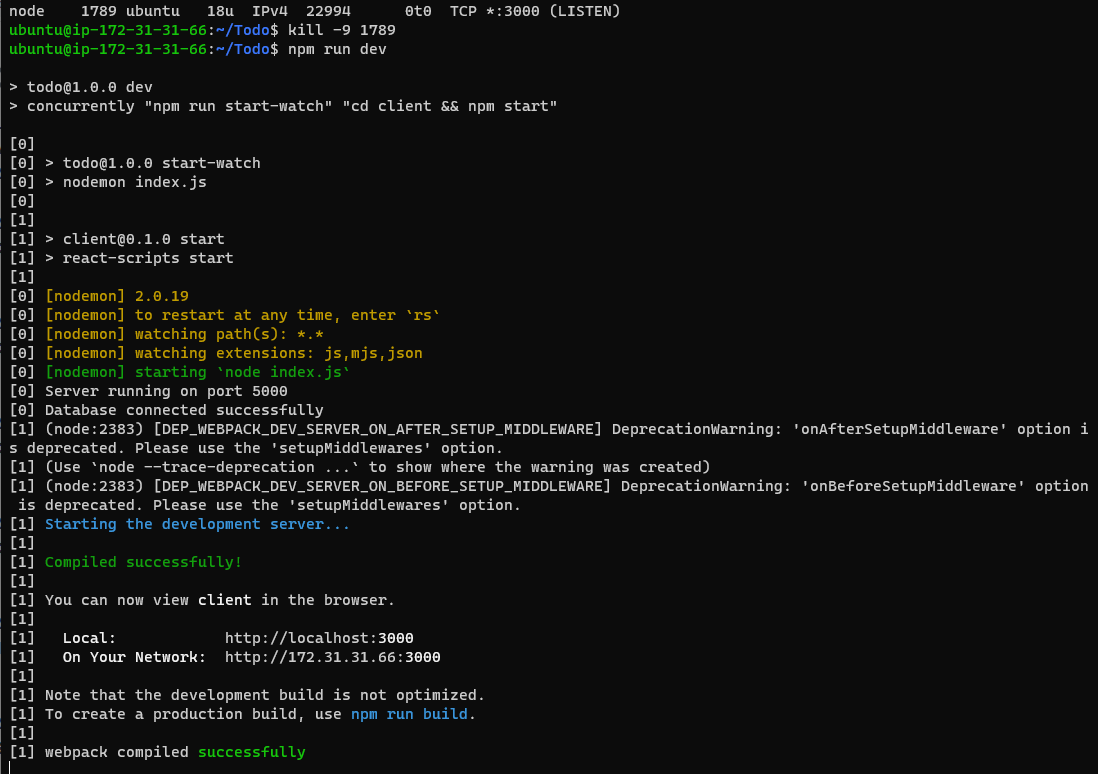 node    1789 ubuntu   18u  IPv4  22994      0t0  TCP *:3000 (LISTEN)
ubuntu@ip-172-31-31-66:~/Todo$ kill -9 1789
ubuntu@ip-172-31-31-66:~/Todo$ npm run dev

> todo@1.0.0 dev
> concurrently "npm run start-watch" "cd client && npm start"

[0]
[0] > todo@1.0.0 start-watch
[0] > nodemon index.js
[0]
[1]
[1] > client@0.1.0 start
[1] > react-scripts start
[1]
[0] [nodemon] 2.0.19
[0] [nodemon] to restart at any time, enter `rs`
[0] [nodemon] watching path(s): *.*
[0] [nodemon] watching extensions: js,mjs,json
[0] [nodemon] starting `node index.js`
[0] Server running on port 5000
[0] Database connected successfully
[1] (node:2383) [DEP_WEBPACK_DEV_SERVER_ON_AFTER_SETUP_MIDDLEWARE] DeprecationWarning: 'onAfterSetupMiddleware' option i
s deprecated. Please use the 'setupMiddlewares' option.
[1] (Use `node --trace-deprecation ...` to show where the warning was created)
[1] (node:2383) [DEP_WEBPACK_DEV_SERVER_ON_BEFORE_SETUP_MIDDLEWARE] DeprecationWarning: 'onBeforeSetupMiddleware' option
 is deprecated. Please use the 'setupMiddlewares' option.
[1] Starting the development server...
[1]
[1] Compiled successfully!
[1]
[1] You can now view client in the browser.
[1]
[1]   Local:            http://localhost:3000
[1]   On Your Network:  http://172.31.31.66:3000
[1]
[1] Note that the development build is not optimized.
[1] To create a production build, use npm run build.
[1]
[1] webpack compiled successfully